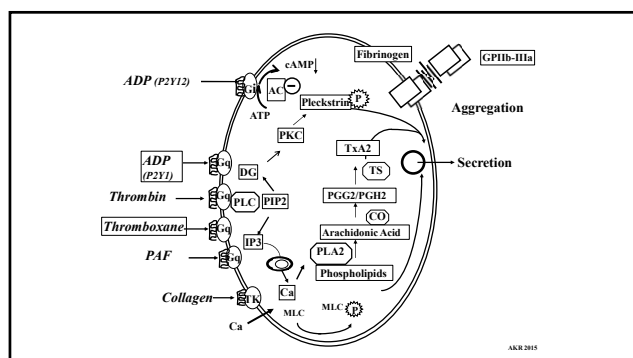 Fibrinogen
GPIIb-IIIa
cAMP
ADP (P2Y12)
Gi
AC
ATP
Pleckstrin
P
Aggregation
PKC
TxA2
ADP
(P2Y1)
Gq
DG
TS
Secretion
Thrombin
Gq
PLC
PIP2
PGG2/PGH2
Thromboxane
Gq
CO
Arachidonic Acid
IP3
PAF
Gq
PLA2
Phospholipids
Collagen
TK
Ca
MLC
MLC
P
Ca
AKR 2015